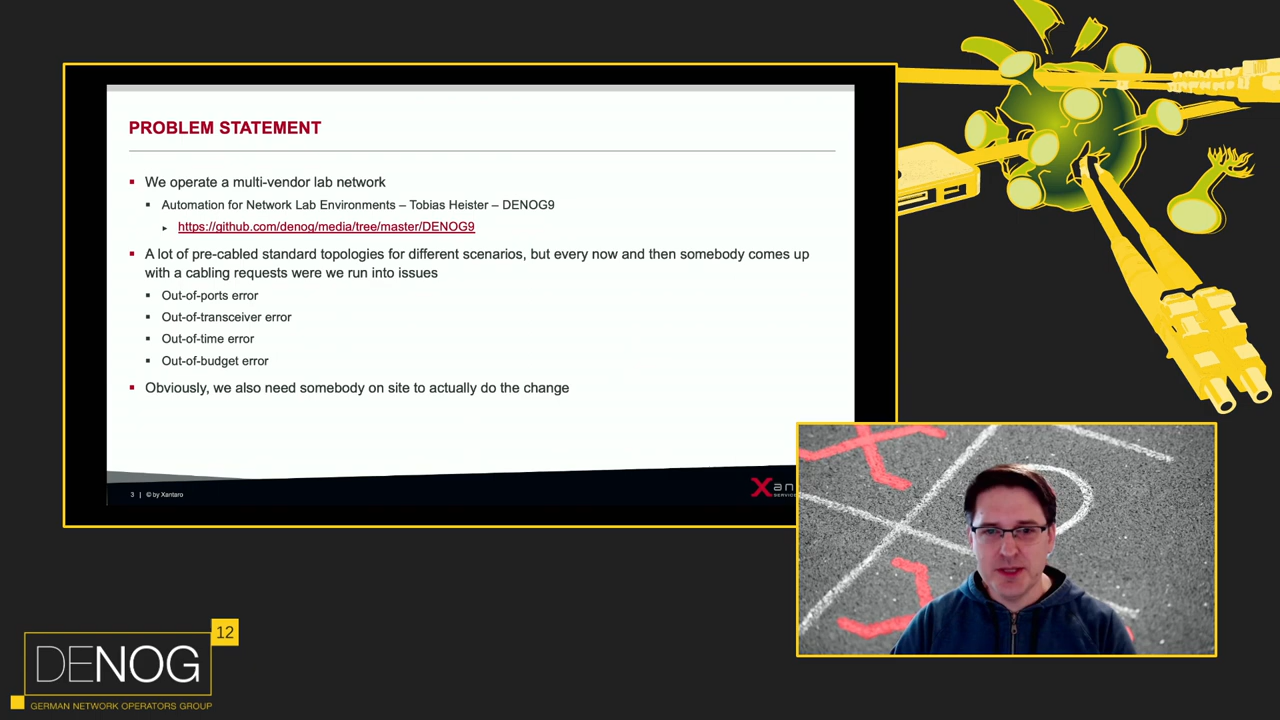 PROBLEM STATEMENT
We operate a multi-vendor lab network
Automation for Network Lab Environments – Tobias Heister – DENOG9
https://github.com/denog/media/tree/master/DENOG9
A lot of pre-cabled standard topologies for different scenarios, but every now and then somebody comes up
with a cabling requests were we run into issues
Out-of-ports error
Out-of-transceiver error
Out-of-time error
Out-of-budget error
Obviously, we also need somebody on site to actually do the change
3 | © by Xantaro
Xan
SERVICE
12
DENOG
GERMAN NETWORK OPERATORS GROUP